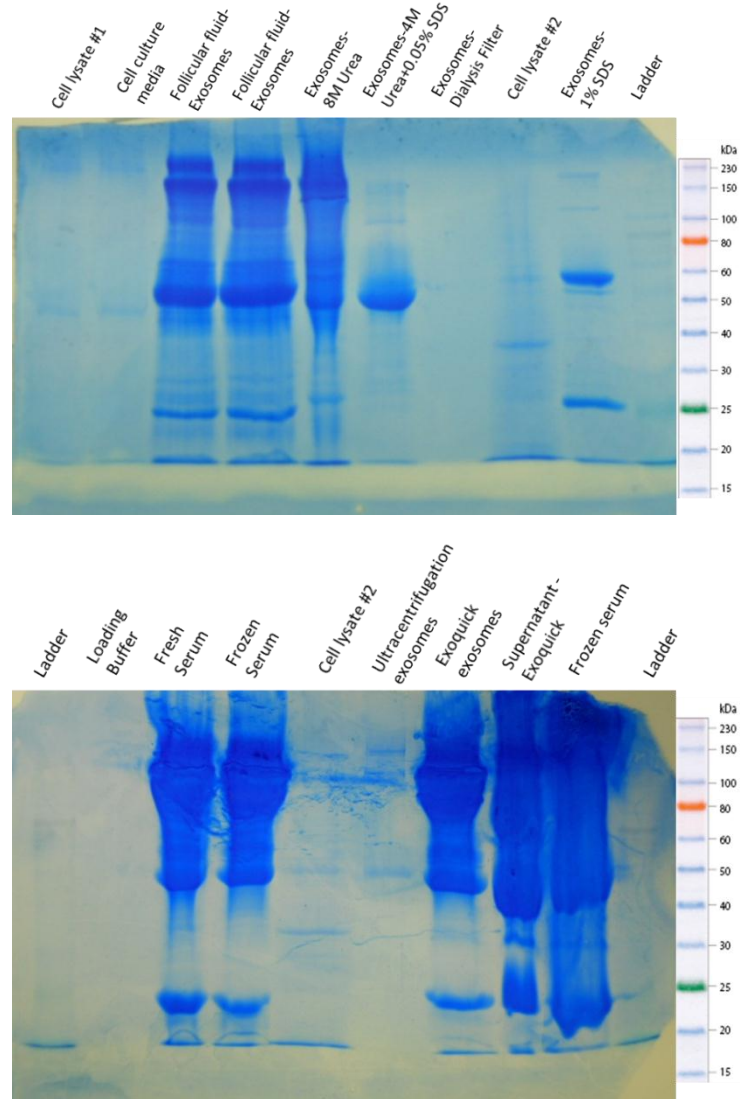 Cell lysate #1
Cell culture
media
Follicular fluid-
Exosomes
Follicular fluid-
Exosomes
Exosomes-
8M Urea
Exosomes-4M
Urea+0.05% SDS
Exosomes-
Dialysis Filter
Cell lysate #2
Exosomes-
1% SDS
Ladder
kDa
230
150
100
80
60
50
40
30
25
20
15
Ladder
Loading
Buffer
Fresh
Serum
Frozen
Serum
Cell lysate #2
Ultracentrifugation
exosomes
Exoquick
exosomes
Supernatant -
Exoquick
Frozen serum
Ladder
kDa
230
150
100
80
60
50
40
30
25
20
15